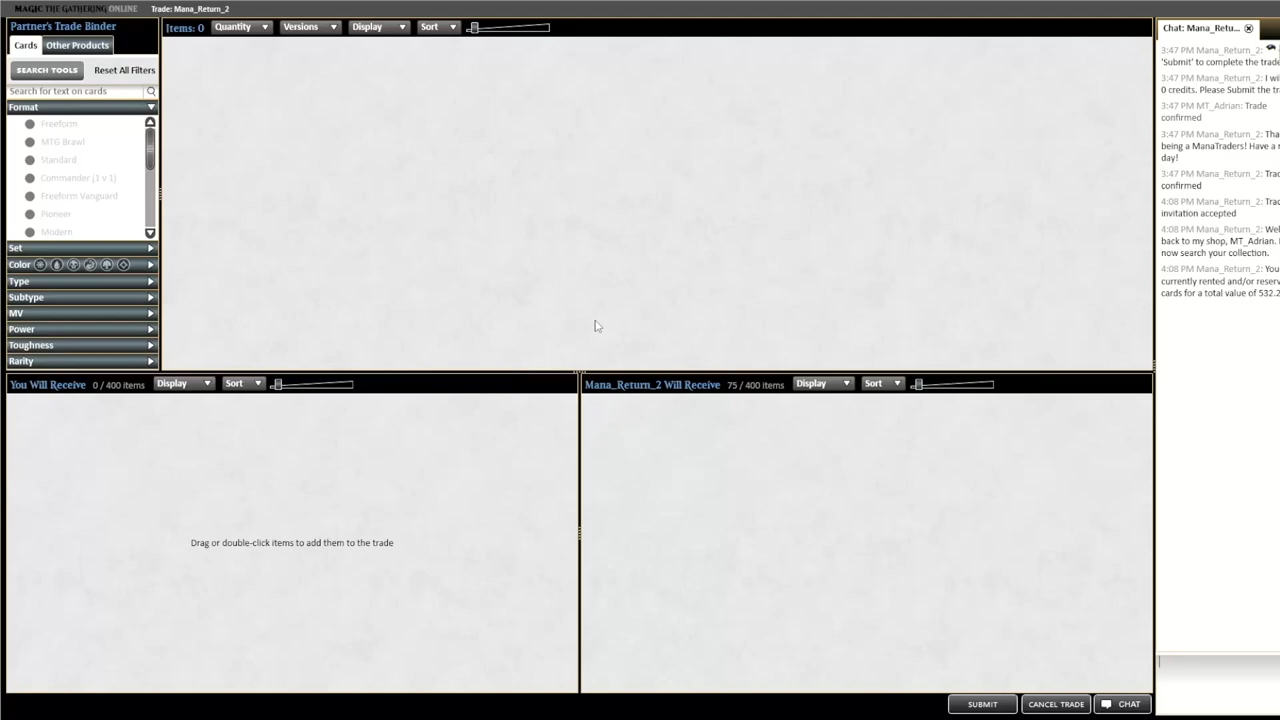 MAGIC THE GATHERING ONLINE Trade: Mana_Return_2
Partner's Trade Binder
Cards Other Products
SEARCH TOOLS Reset All Filters
Search for text on cards
Format
Freeform
MTG Brawl
Standard
Commander (1 v 1)
Freeform Vanguard
Pioneer
Modern
Set
Color
Type
Subtype
MV
Power
Toughness
Rarity
Items: 0 Quantity Versions Display Sort
You Will Receive 0 / 400 items Display Sort
Drag or double-click items to add them to the trade
Mana_Return_2 Will Receive 75 / 400 items Display Sort
SUBMIT CANCEL TRADE CHAT
Chat: Mana_Retu...
3:47 PM Mana_Return_2:
'Submit' to complete the trade
3:47 PM Mana_Return_2: I wi
0 credits. Please Submit the tr
3:47 PM MT_Adrian: Trade
confirmed
3:47 PM Mana_Return_2: Tha
being a ManaTraders! Have a
day!
3:47 PM Mana_Return_2: Trac
confirmed
4:08 PM Mana_Return_2: Trac
invitation accepted
4:08 PM Mana_Return_2: Wel
back to my shop, MT_Adrian.
now search your collection.
4:08 PM Mana_Return_2: You
currently rented and/or reserv
cards for a total value of 532.2